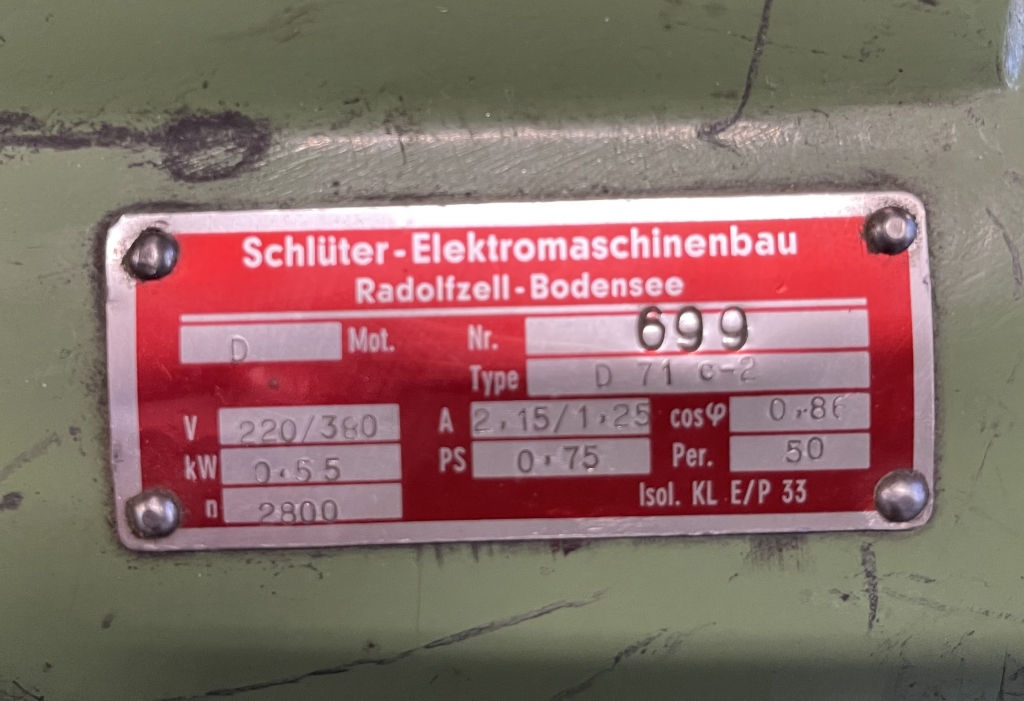 Schlüter-Elektromaschinenbau
Radolfzell-Bodensee
D Mot. Nr. 699
Type D 71 c-2
V 220/380 A 2,15/1,25 cosφ 0,86
kW 0,55 PS 0,75 Per. 50
n 2800 Isol. KL E/P 33